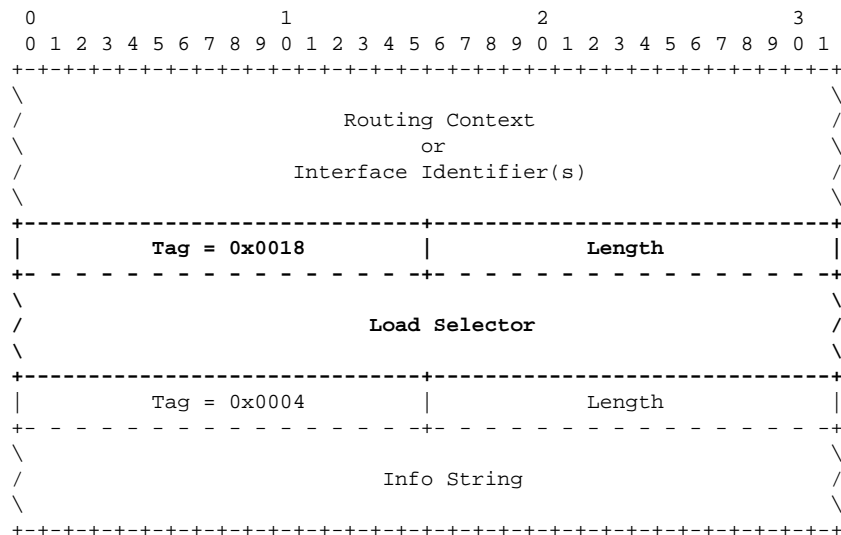 0 1 2 3
0 1 2 3 4 5 6 7 8 9 0 1 2 3 4 5 6 7 8 9 0 1 2 3 4 5 6 7 8 9 0 1
+-+-+-+-+-+-+-+-+-+-+-+-+-+-+-+-+-+-+-+-+-+-+-+-+-+-+-+-+-+-+-+-+
\ \
/ Routing Context /
\ or \
/ Interface Identifier(s) /
\ \
+-------------------------------+-------------------------------+
| Tag = 0x0018 | Length |
+- - - - - - - - - - - - - - - -+- - - - - - - - - - - - - - - -+
\ \
/ Load Selector /
\ \
+-------------------------------+-------------------------------+
| Tag = 0x0004 | Length |
+- - - - - - - - - - - - - - - -+- - - - - - - - - - - - - - - -+
\ \
/ Info String /
\ \
+-+-+-+-+-+-+-+-+-+-+-+-+-+-+-+-+-+-+-+-+-+-+-+-+-+-+-+-+-+-+-+-+